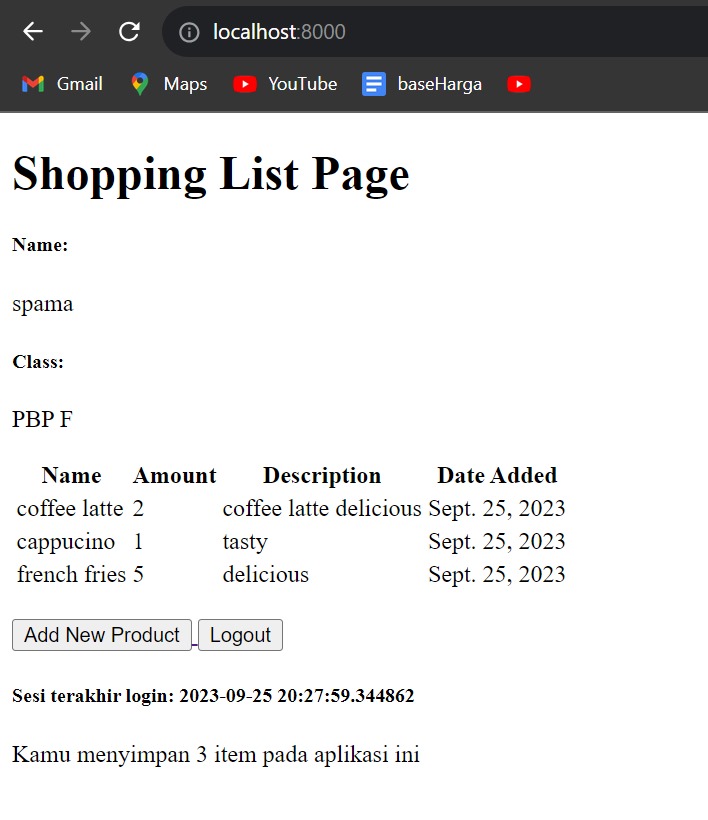 localhost:8000
Gmail Maps YouTube baseHarga
Shopping List Page
Name:
spama
Class:
PBP F
Name Amount Description Date Added
coffee latte 2 coffee latte delicious Sept. 25, 2023
cappucino 1 tasty Sept. 25, 2023
french fries 5 delicious Sept. 25, 2023
Add New Product Logout
Sesi terakhir login: 2023-09-25 20:27:59.344862
Kamu menyimpan 3 item pada aplikasi ini